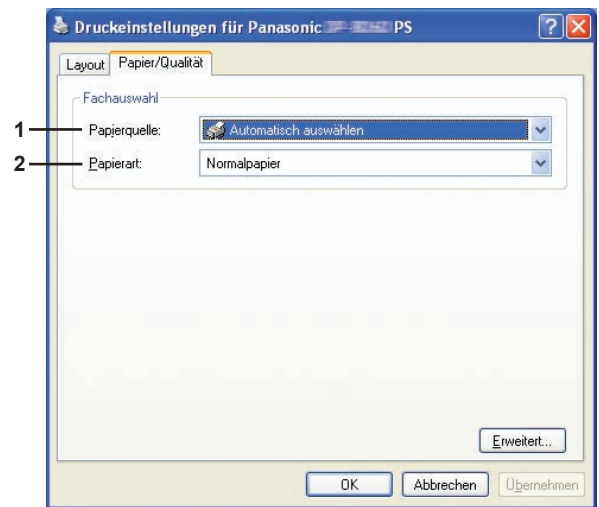 Druckeinstellungen für Panasonic PS
Layout Papier/Qualität
Fachauswahl
1 Papierquelle: Automatisch auswählen
2 Papierart: Normalpapier
Erweitert...
OK Abbrechen Übernehmen